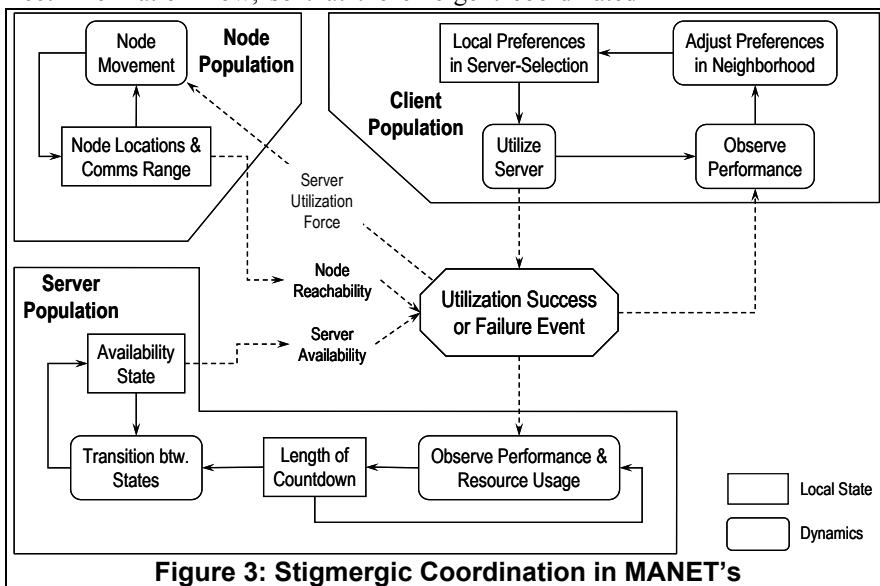 Node
Movement
Node
Population
Node Locations &
Comms Range
Local Preferences
in Server-Selection
Adjust Preferences
in Neighborhood
Client
Population
Utilize
Server
Observe
Performance
Server
Utilization
Force
Node
Reachability
Utilization Success
or Failure Event
Server
Population
Server
Availability
Availability
State
Transition btw.
States
Length of
Countdown
Observe Performance &
Resource Usage
Local State
Dynamics
Figure 3: Stigmergic Coordination in MANET's